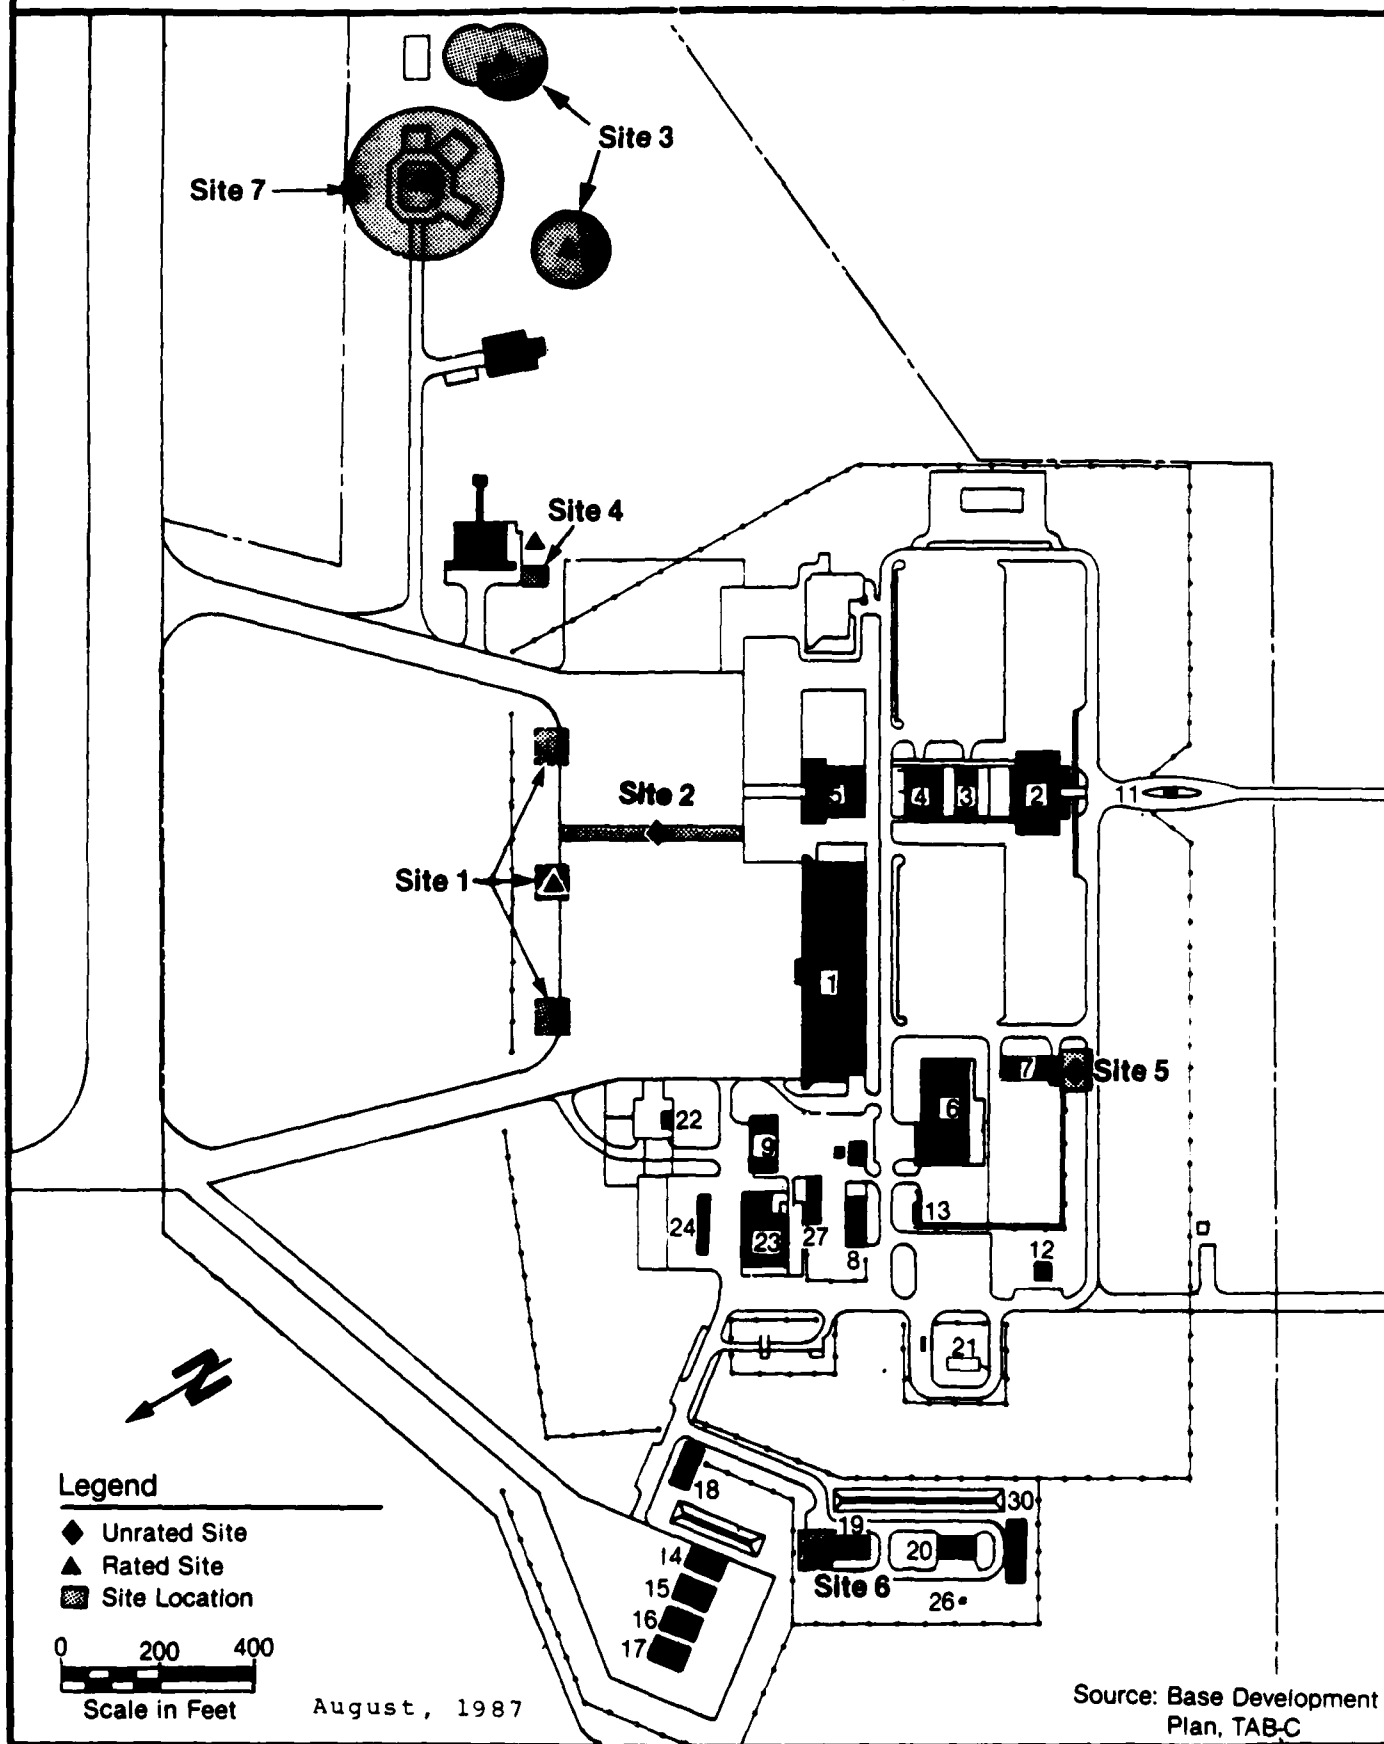 Site 3
Site 7
Site 4
Site 2
5
4
3
2
11
Site 1
1
7
Site 5
6
22
9
13
24
23
27
8
12
21
N
Legend
Unrated Site
Rated Site
Site Location
0 200 400
Scale in Feet
August, 1987
18
30
19
14
20
15
Site 6
16
26
17
Source: Base Development
Plan, TAB-C